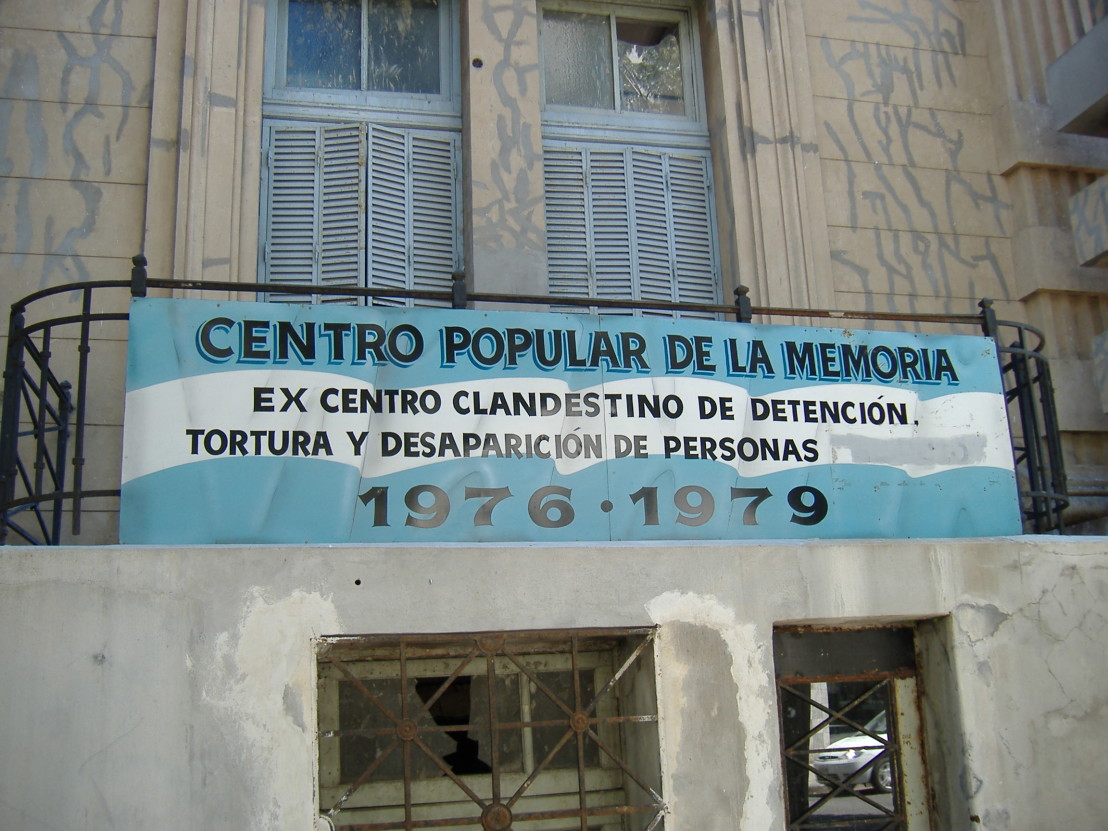 CENTRO POPULAR DE LA MEMORIA
EX CENTRO CLANDESTINO DE DETENCIÓN,
TORTURA Y DESAPARICIÓN DE PERSONAS
1976 · 1979